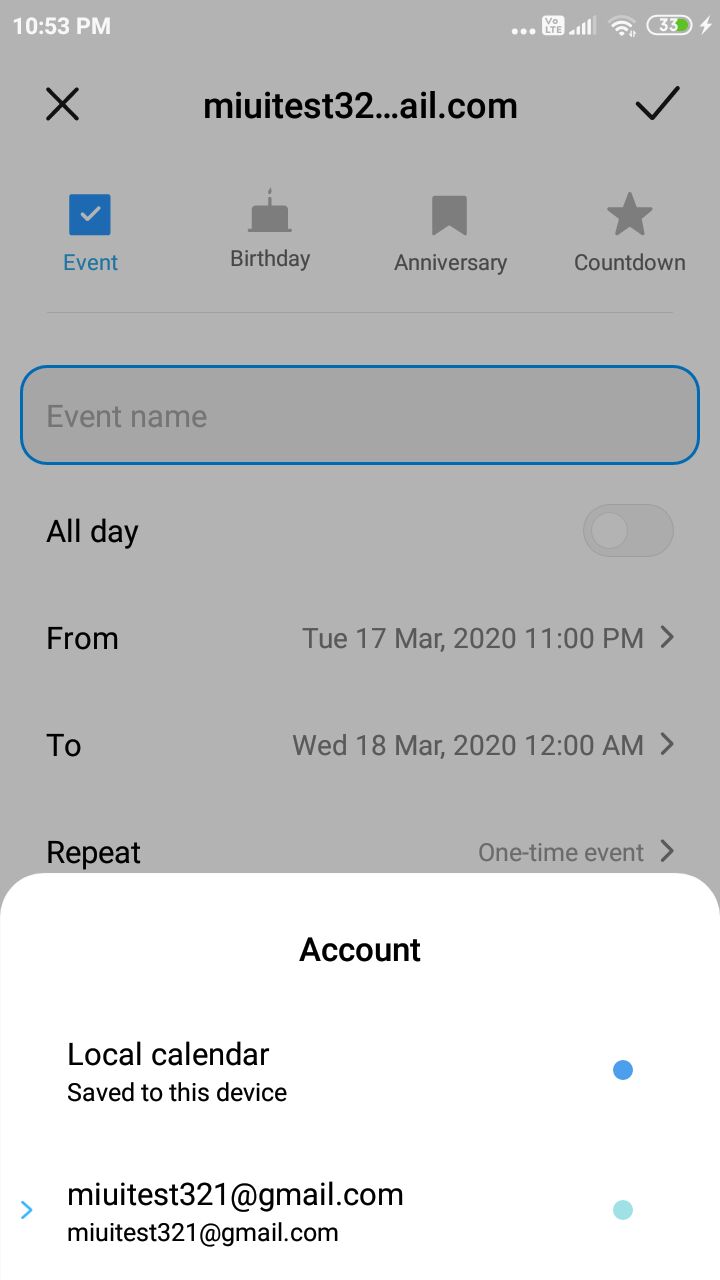 10:53 PM
Vo LTE
33
miuitest32...ail.com
Event
Birthday
Anniversary
Countdown
Event name
All day
From
Tue 17 Mar, 2020 11:00 PM
To
Wed 18 Mar, 2020 12:00 AM
Repeat
One-time event
Account
Local calendar
Saved to this device
miuitest321@gmail.com
miuitest321@gmail.com